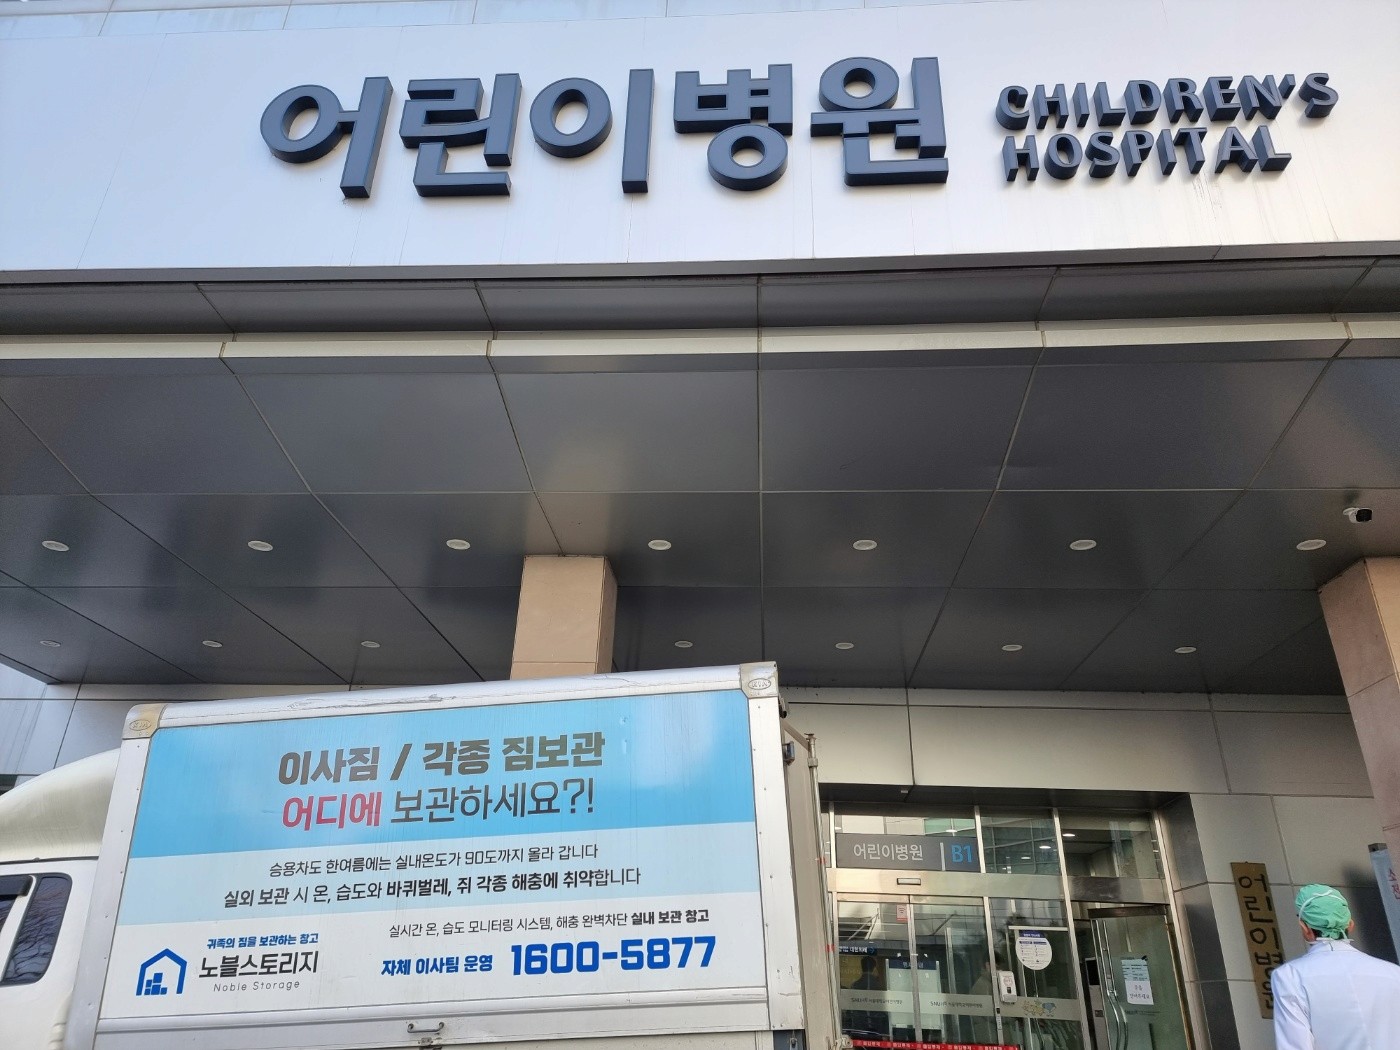 어린이병원
CHILDREN'S
HOSPITAL
이사짐 / 각종 짐보관
어디에 보관하세요?!
승용차도 한여름에는 실내온도가 90도까지 올라 갑니다
실외 보관 시 온, 습도와 바퀴벌레, 쥐 각종 해충에 취약합니다
실시간 온, 습도 모니터링 시스템, 해충 완벽차단 실내 보관 창고
귀족의 짐을 보관하는 창고
노블스토리지
Noble Storage
자체 이사팀 운영 1600-5877
어린이병원 B1
어린이병원